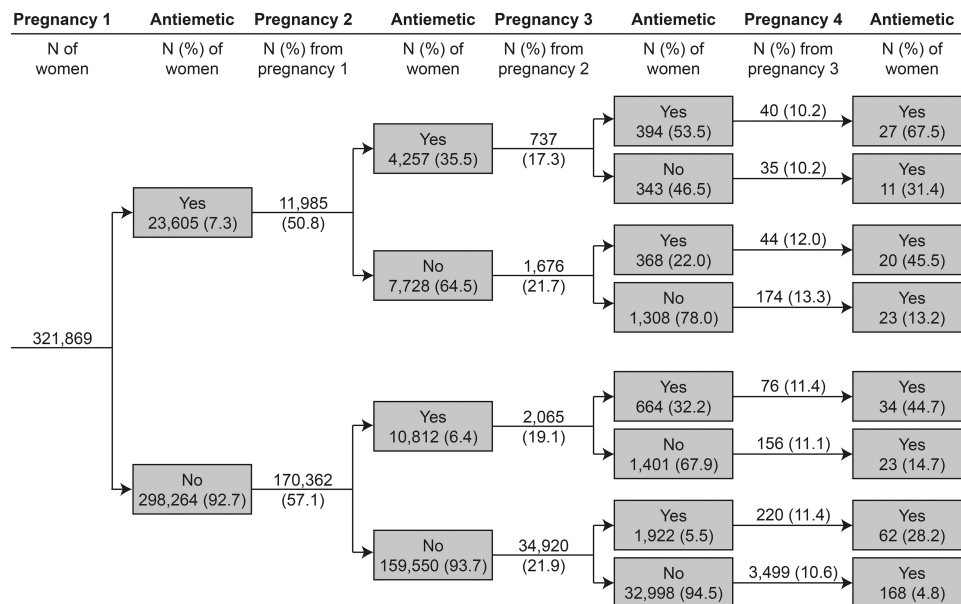 Pregnancy 1 Antiemetic Pregnancy 2 Antiemetic Pregnancy 3 Antiemetic Pregnancy 4 Antiemetic
N of N (%) of N (%) from N (%) of N (%) from N (%) of N (%) from N (%) of
women women pregnancy 1 women pregnancy 2 women pregnancy 3 women
321,869
Yes
23,605 (7.3)
11,985
(50.8)
Yes
4,257 (35.5)
737
(17.3)
Yes
394 (53.5)
40 (10.2)
Yes
27 (67.5)
No
343 (46.5)
35 (10.2)
Yes
11 (31.4)
No
7,728 (64.5)
1,676
(21.7)
Yes
368 (22.0)
44 (12.0)
Yes
20 (45.5)
No
1,308 (78.0)
174 (13.3)
Yes
23 (13.2)
No
298,264 (92.7)
170,362
(57.1)
Yes
10,812 (6.4)
2,065
(19.1)
Yes
664 (32.2)
76 (11.4)
Yes
34 (44.7)
No
1,401 (67.9)
156 (11.1)
Yes
23 (14.7)
No
159,550 (93.7)
34,920
(21.9)
Yes
1,922 (5.5)
220 (11.4)
Yes
62 (28.2)
No
32,998 (94.5)
3,499 (10.6)
Yes
168 (4.8)